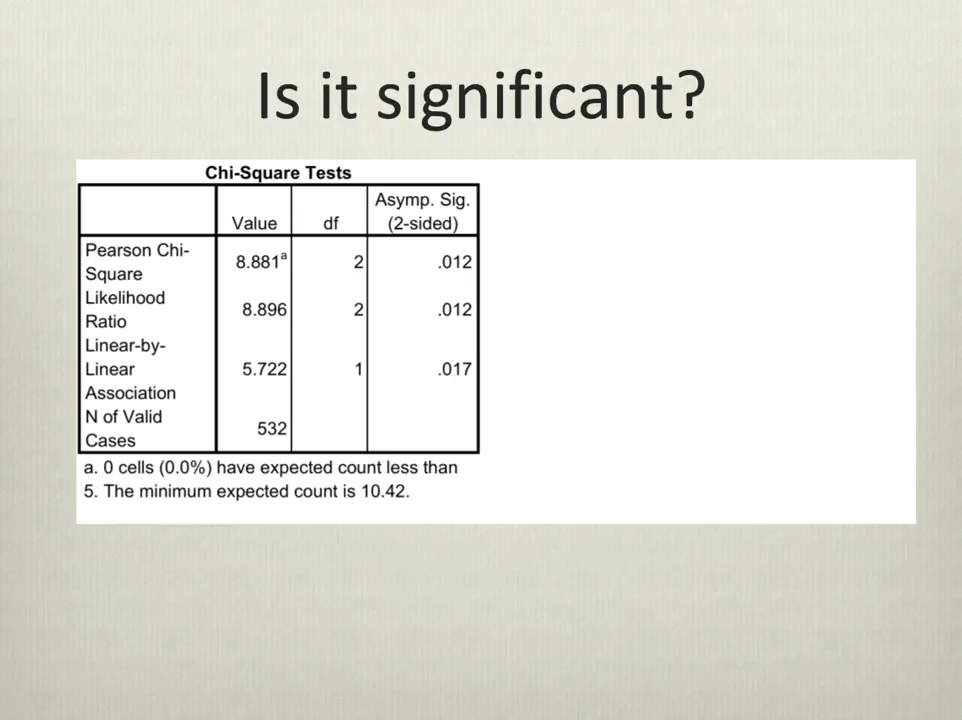 Is it significant?
Chi-Square Tests
Asymp. Sig.
Value df (2-sided)
Pearson Chi-
Square 8.881a 2 .012
Likelihood
Ratio 8.896 2 .012
Linear-by-
Linear 5.722 1 .017
Association
N of Valid
Cases 532
a. 0 cells (0.0%) have expected count less than
5. The minimum expected count is 10.42.